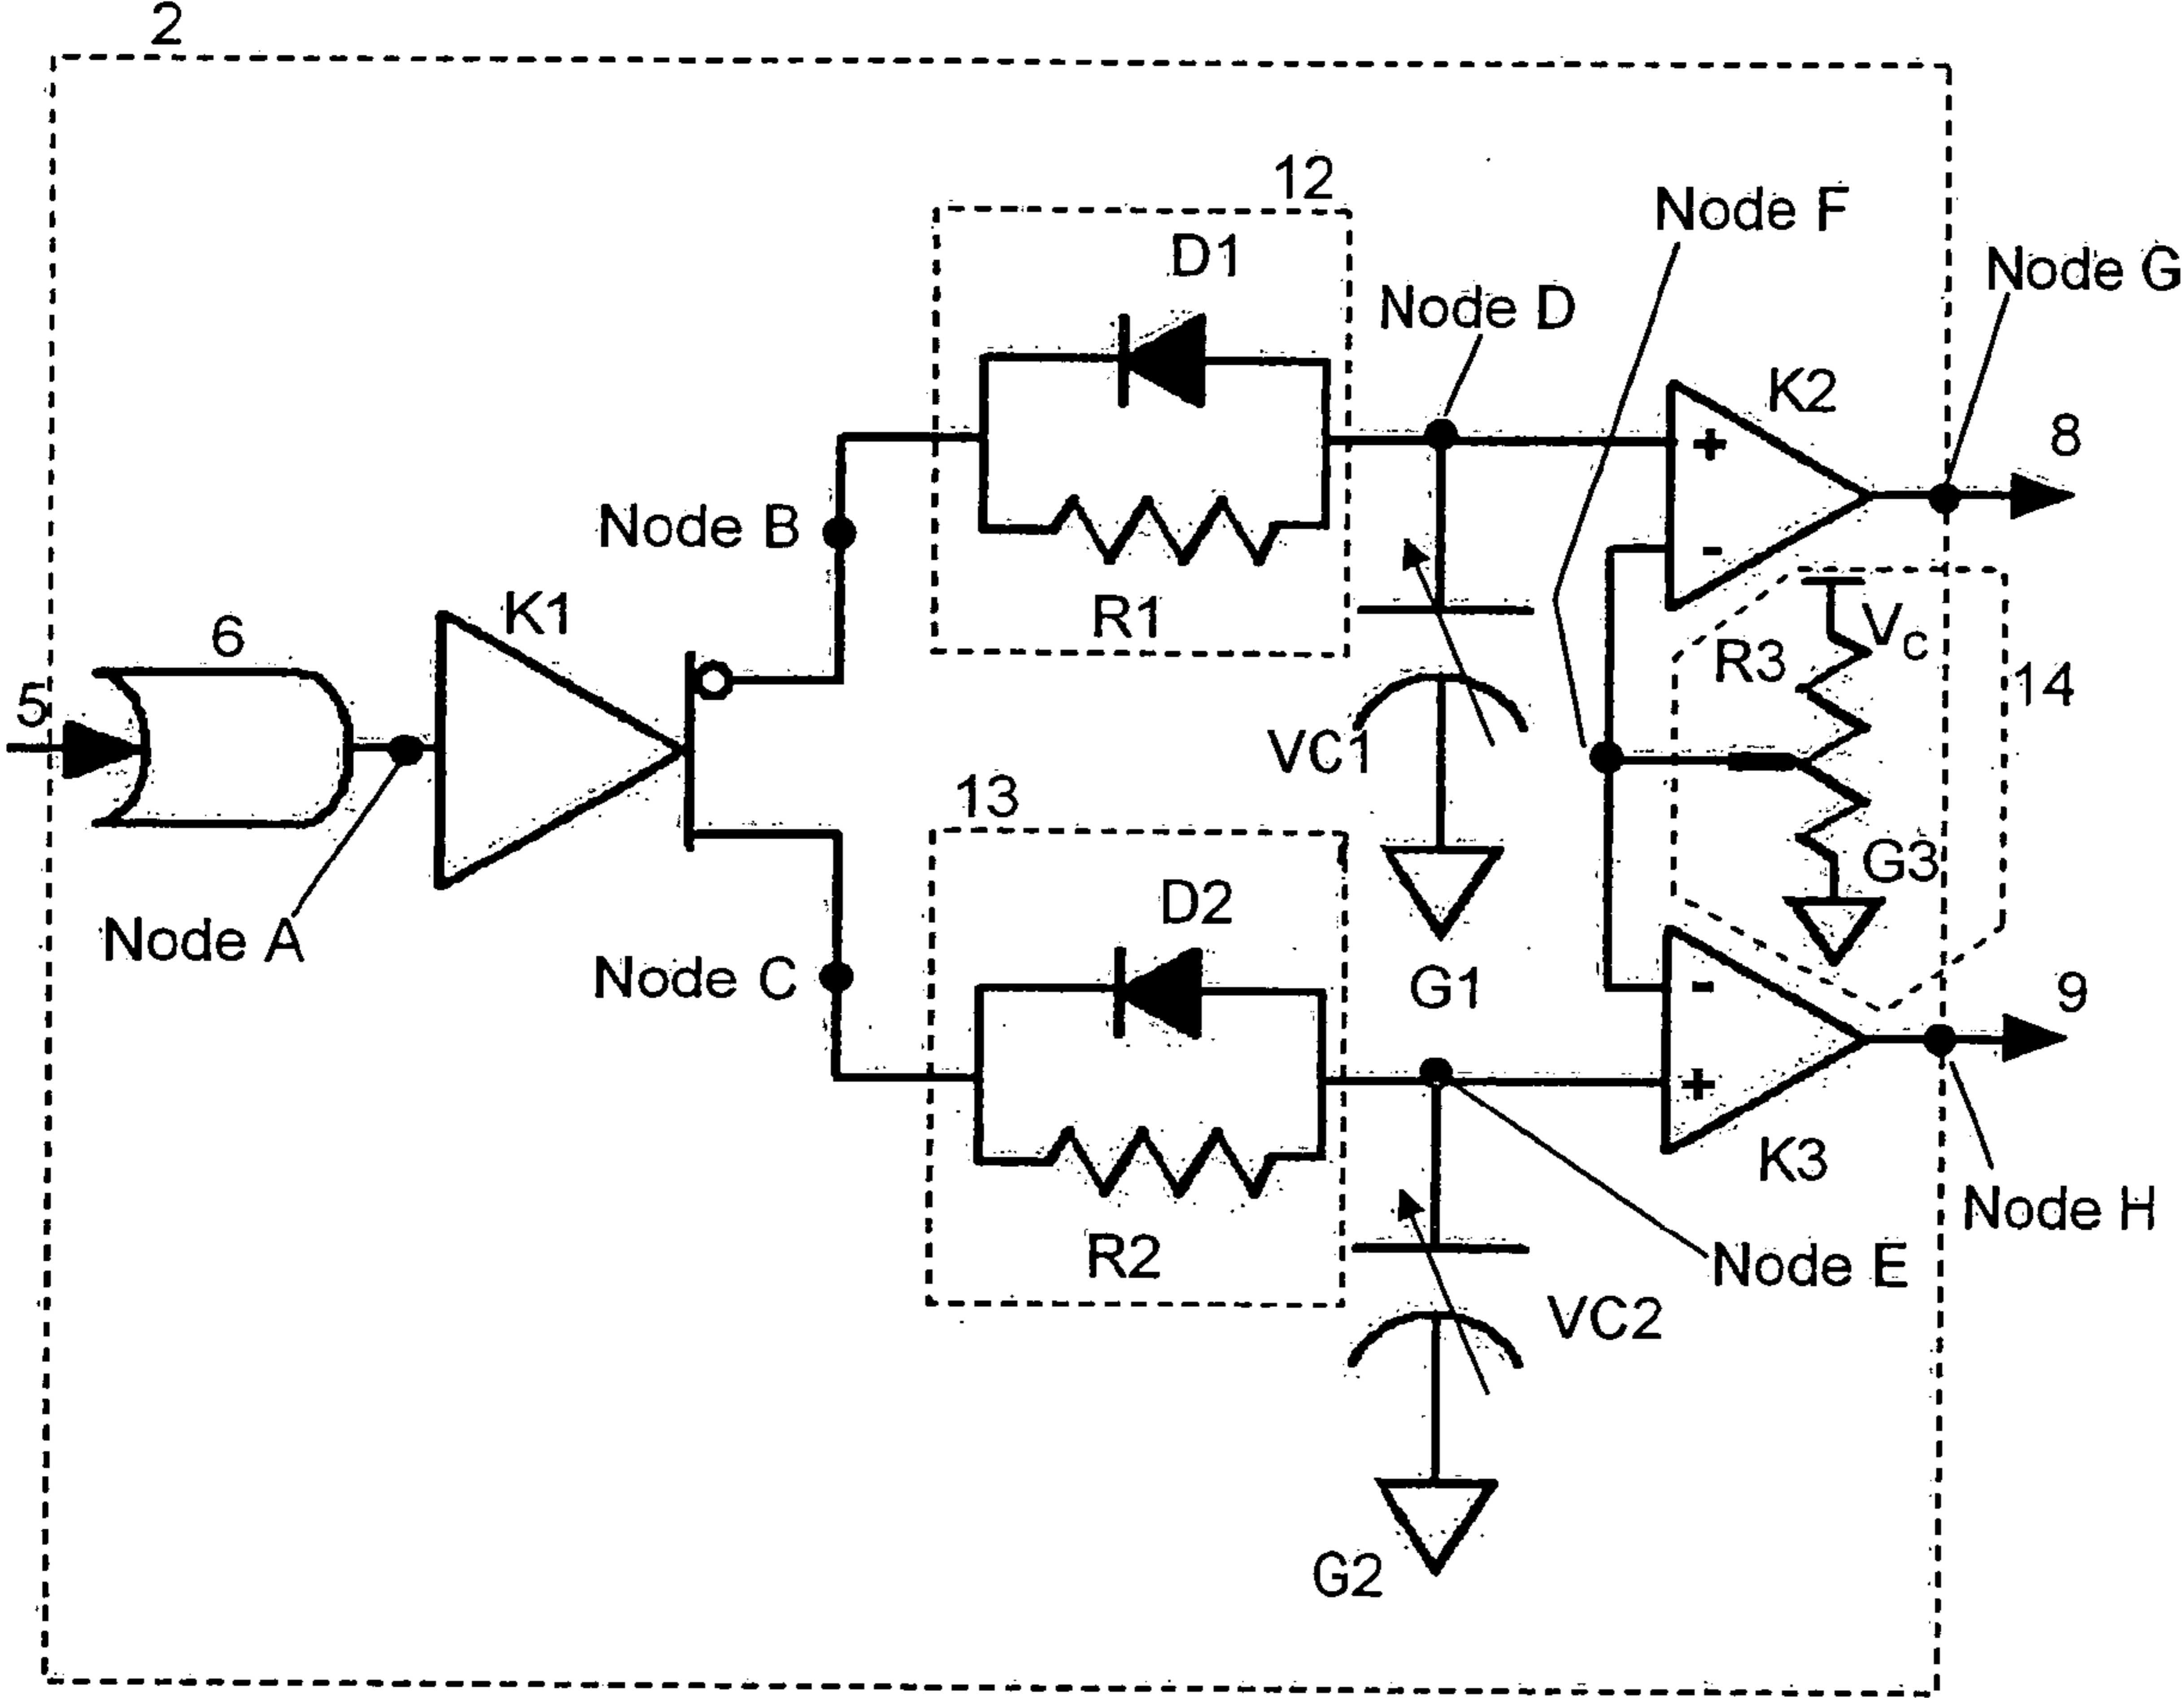 2
12
Node F
D1
Node G
Node D
K2
8
+
Node B
-
K1
R1
6
VC
R3
14
5
VC1
13
G3
D2
Node A
Node C
G1
-
9
+
K3
R2
Node H
Node E
VC2
G2